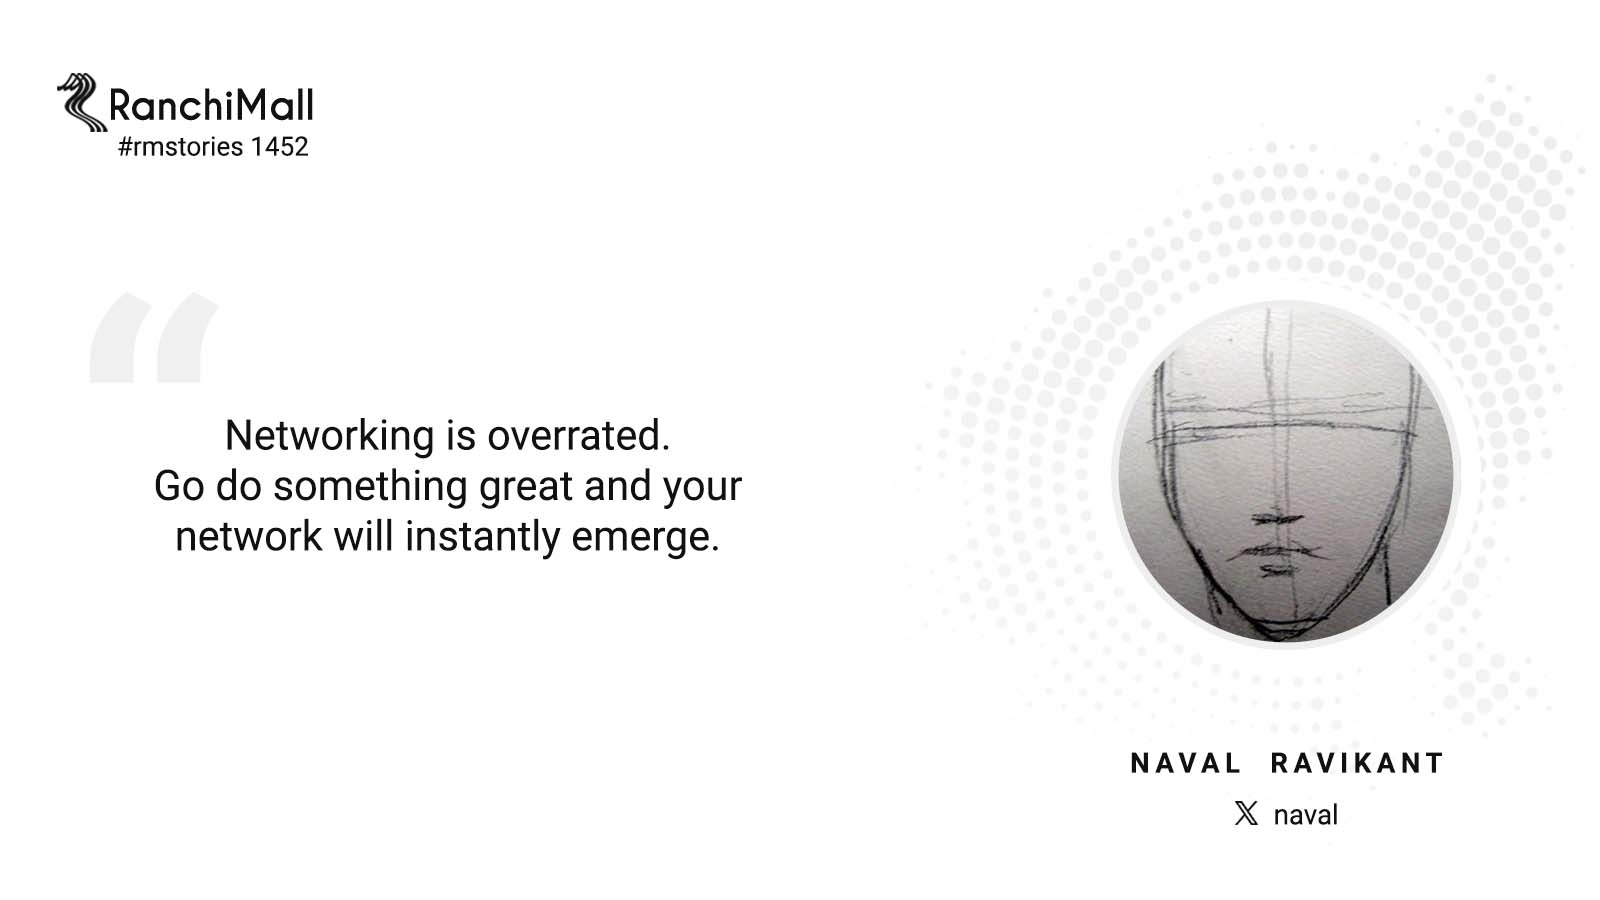 RanchiMall
#rmstories 1452
“
Networking is overrated.
Go do something great and your
network will instantly emerge.
NAVAL RAVIKANT
X naval